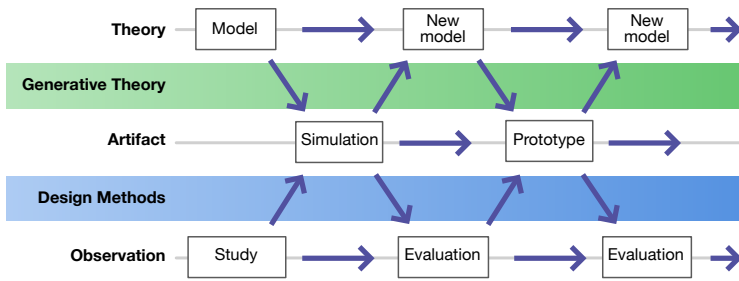 Theory Model New model New model
Generative Theory
Artifact Simulation Prototype
Design Methods
Observation Study Evaluation Evaluation